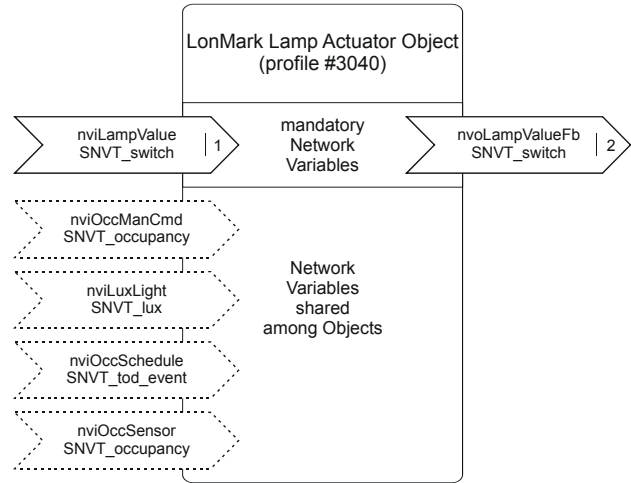 LonMark Lamp Actuator Object
(profile #3040)
nviLampValue
SNVT_switch
1
mandatory
Network
Variables
nvoLampValueFb
SNVT_switch
2
nviOccManCmd
SNVT_occupancy
nviLuxLight
SNVT_lux
nviOccSchedule
SNVT_tod_event
nviOccSensor
SNVT_occupancy
Network
Variables
shared
among Objects